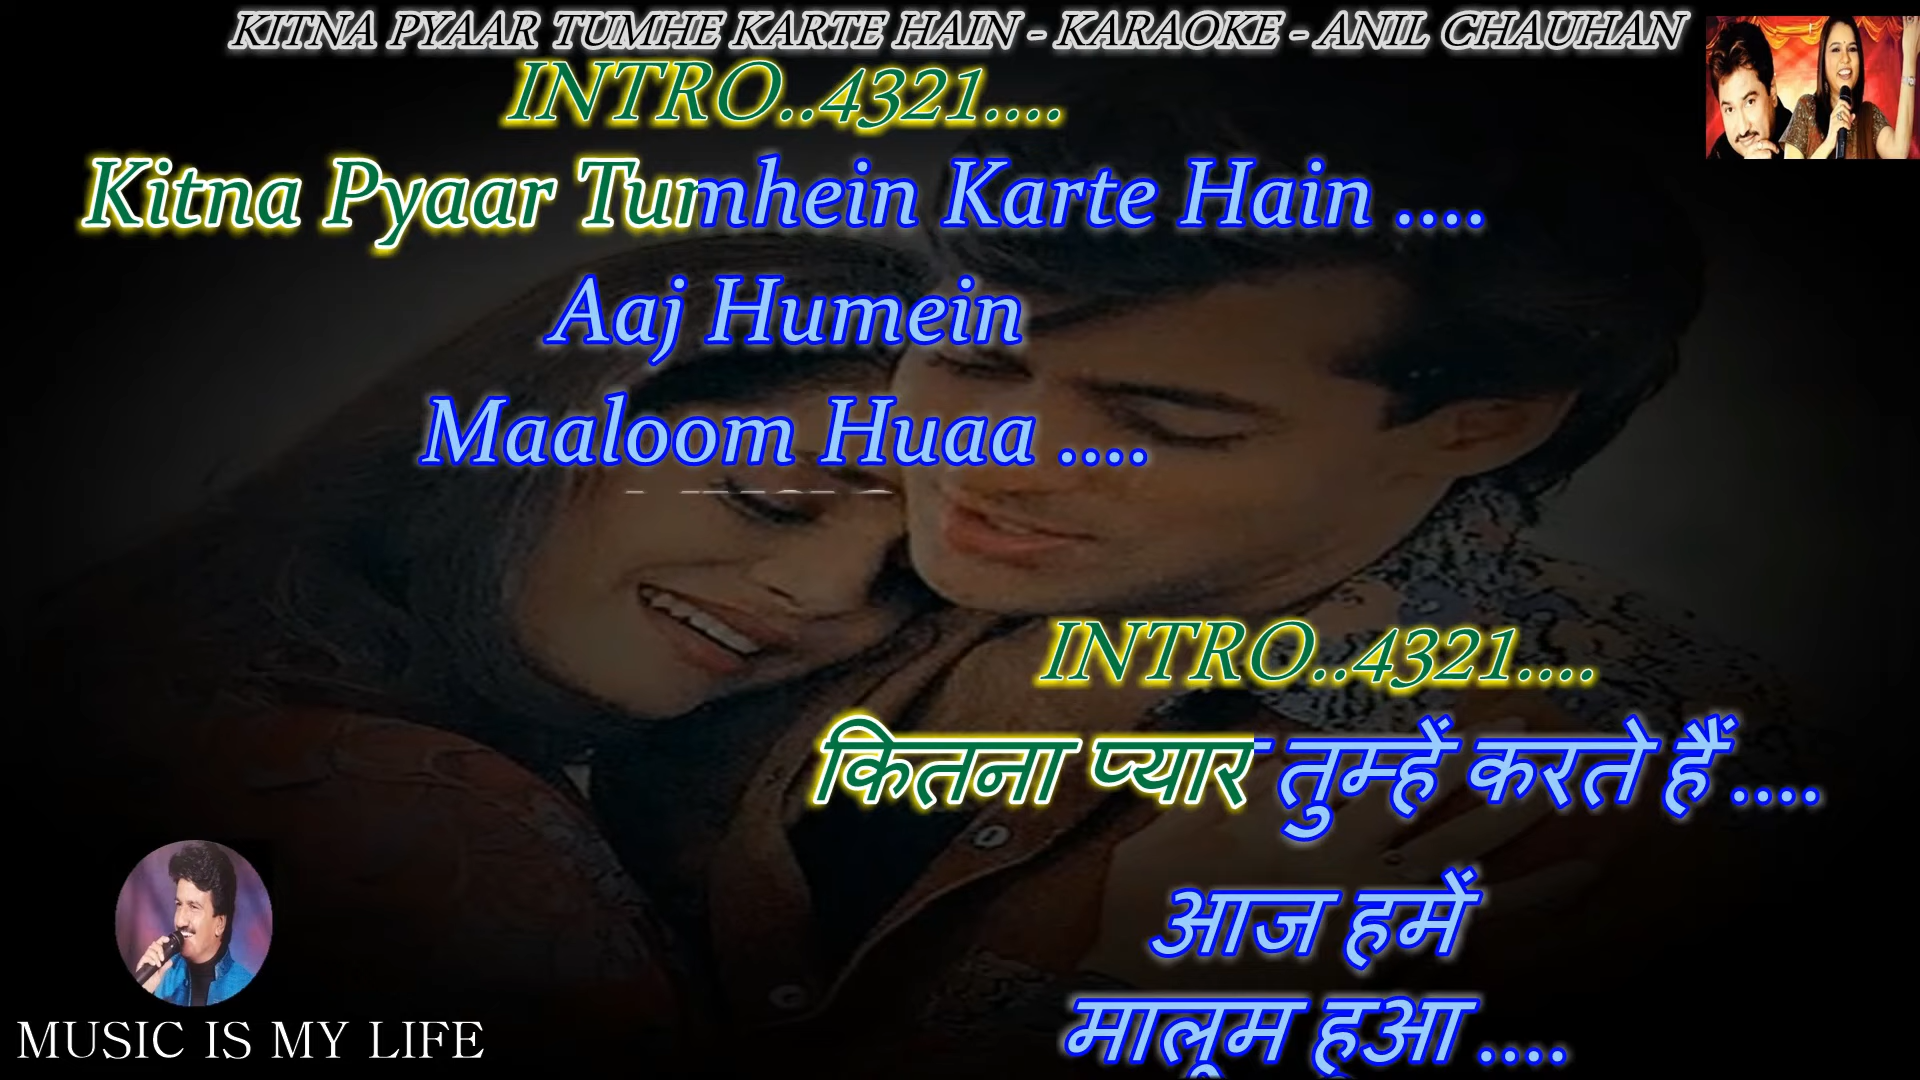 KITNA PYAAR TUMHE KARTE HAIN - KARAOKE - ANIL CHAUHAN
INTRO..4321....
Kitna Pyaar Tumhein Karte Hain ....
Aaj Humein
Maaloom Huaa ....
INTRO..4321....
कितना प्यार तुम्हें करते हैं ....
आज हमें
मालूम हुआ ....
MUSIC IS MY LIFE